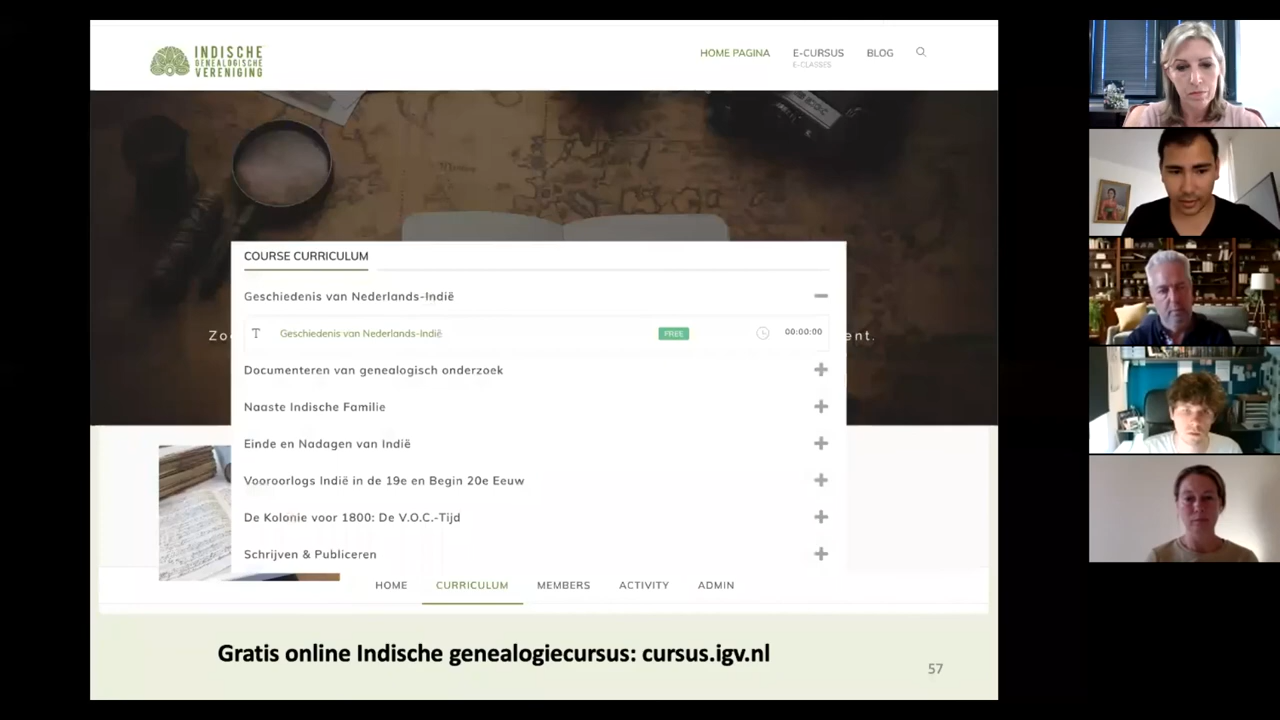 INDISCHE
GENEALOGISCHE
VERENIGING
HOME PAGINA
E-CURSUS
E-CLASSES
BLOG
COURSE CURRICULUM
Geschiedenis van Nederlands-Indië
T Geschiedenis van Nederlands-Indië FREE 00:00:00
Zo ent.
Documenteren van genealogisch onderzoek
Naaste Indische Familie
Einde en Nadagen van Indië
Vooroorlogs Indië in de 19e en Begin 20e Eeuw
De Kolonie voor 1800: De V.O.C.-Tijd
Schrijven & Publiceren
HOME CURRICULUM MEMBERS ACTIVITY ADMIN
Gratis online Indische genealogiecursus: cursus.igv.nl
57